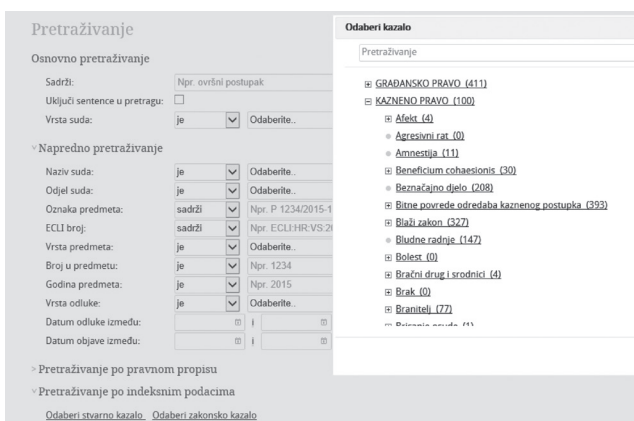 Pretraživanje
Osnovno pretraživanje
Sadrži: Npr. ovršni postupak
Uključi sentence u pretragu:
Vrsta suda: je Odaberite..
Napredno pretraživanje
Naziv suda: je Odaberite..
Odjel suda: je Odaberite..
Oznaka predmeta: sadrži Npr. P 1234/2015-1
ECLI broj: sadrži Npr. ECLI:HR:VS:20
Vrsta predmeta: je Odaberite..
Broj u predmetu: je Npr. 1234
Godina predmeta: je Npr. 2015
Vrsta odluke: je Odaberite..
Datum odluke između: i
Datum objave između: i
> Pretraživanje po pravnom propisu
Pretraživanje po indeksnim podacima
Odaberi stvarno kazalo Odaberi zakonsko kazalo
Odaberi kazalo
Pretraživanje
GRAĐANSKO PRAVO (411)
KAZNENO PRAVO (100)
Afekt (4)
Agresivni rat (0)
Amnestija (11)
Beneficium cohaesionis (30)
Beznačajno djelo (208)
Bitne povrede odredaba kaznenog postupka (393)
Blaži zakon (327)
Bludne radnje (147)
Bolest (0)
Bračni drug i srodnici (4)
Brak (0)
Branitelj (77)